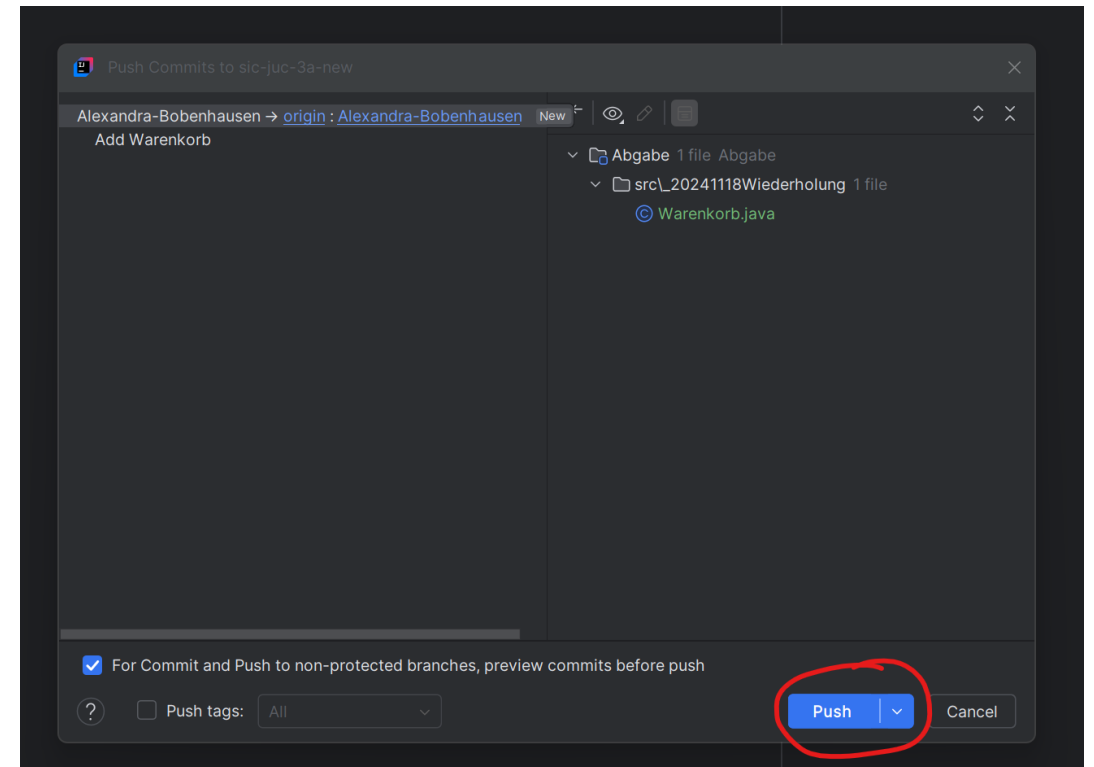 Push Commits to sic-juc-3a-new
Alexandra-Bobenhausen → origin : Alexandra-Bobenhausen New
Add Warenkorb
Abgabe 1 file Abgabe
src\_20241118Wiederholung 1 file
Warenkorb.java
For Commit and Push to non-protected branches, preview commits before push
? Push tags: All
Push
Cancel